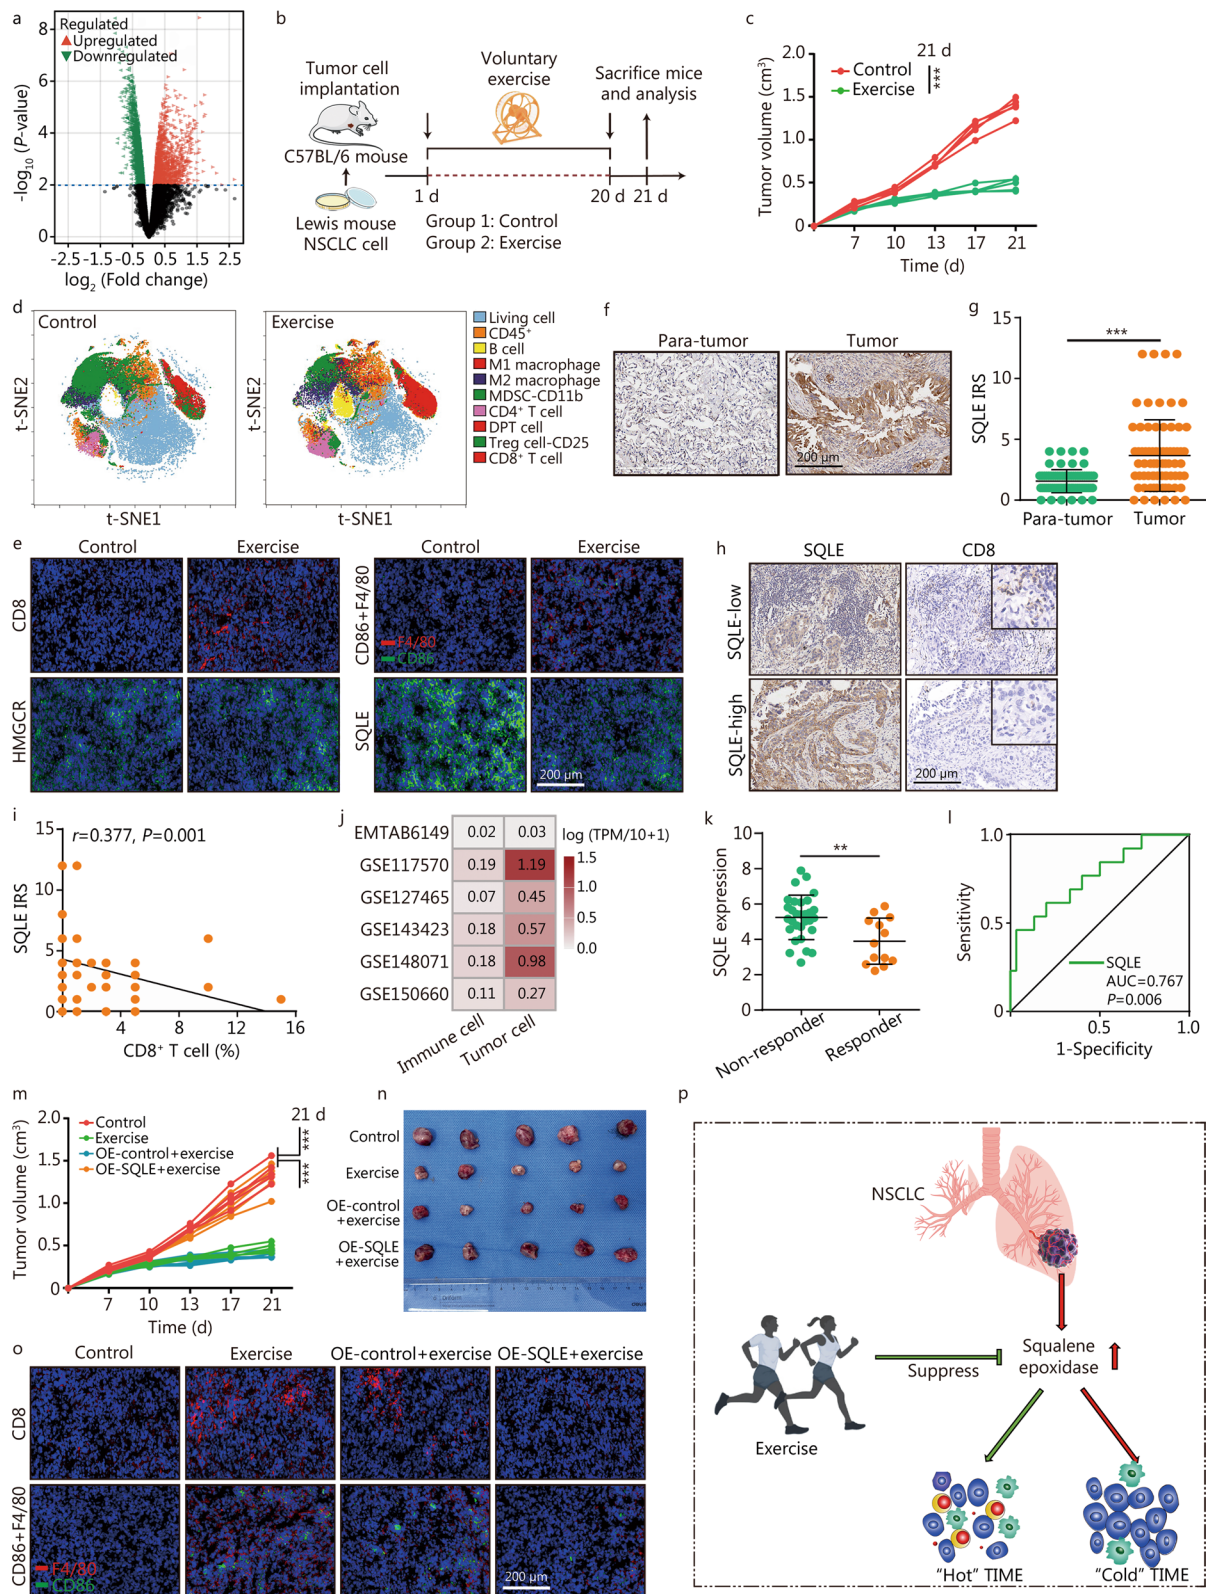 a
Regulated
Upregulated
Downregulated
8
6
4
2
0
-log10 (P-value)
-2.5 -1.5 -0.5 0.5 1.5 2.5
log2 (Fold change)
b
Tumor cell
implantation
C57BL/6 mouse
Lewis mouse
NSCLC cell
Voluntary
exercise
Sacrifice mice
and analysis
1 d
20 d
21 d
Group 1: Control
Group 2: Exercise
c
21 d
Control
Exercise
***
2.0
1.5
1.0
0.5
0
Tumor volume (cm³)
7 10 13 17 21
Time (d)
d
Control
Exercise
t-SNE2
t-SNE2
t-SNE1
t-SNE1
Living cell
CD45⁺
B cell
M1 macrophage
M2 macrophage
MDSC-CD11b
CD4⁺ T cell
DPT cell
Treg cell-CD25
CD8⁺ T cell
f
Para-tumor
Tumor
200 μm
g
15
10
5
0
SQLE IRS
***
Para-tumor
Tumor
e
Control
Exercise
Control
Exercise
CD8
CD86+F4/80
F4/80
CD86
HMGCR
SQLE
200 μm
h
SQLE
CD8
SQLE-low
SQLE-high
200 μm
i
r=0.377, P=0.001
15
10
5
0
SQLE IRS
4 8 12 16
CD8⁺ T cell (%)
j
EMTAB6149 0.02 0.03
GSE117570 0.19 1.19
GSE127465 0.07 0.45
GSE143423 0.18 0.57
GSE148071 0.18 0.98
GSE150660 0.11 0.27
Immune cell
Tumor cell
log (TPM/10+1)
1.5
1.0
0.5
0.0
k
10
8
6
4
2
0
SQLE expression
**
Non-responder
Responder
l
1.0
0.5
0
Sensitivity
SQLE
AUC=0.767
P=0.006
0.5 1.0
1-Specificity
m
21 d
Control
Exercise
OE-control+exercise
OE-SQLE+exercise
***
***
2.0
1.5
1.0
0.5
0
Tumor volume (cm³)
7 10 13 17 21
Time (d)
n
Control
Exercise
OE-control
+exercise
OE-SQLE
+exercise
o
Control
Exercise
OE-control+exercise
OE-SQLE+exercise
CD8
CD86+F4/80
F4/80
CD86
200 μm
p
NSCLC
Squalene
epoxidase
Suppress
Exercise
"Hot" TIME
"Cold" TIME